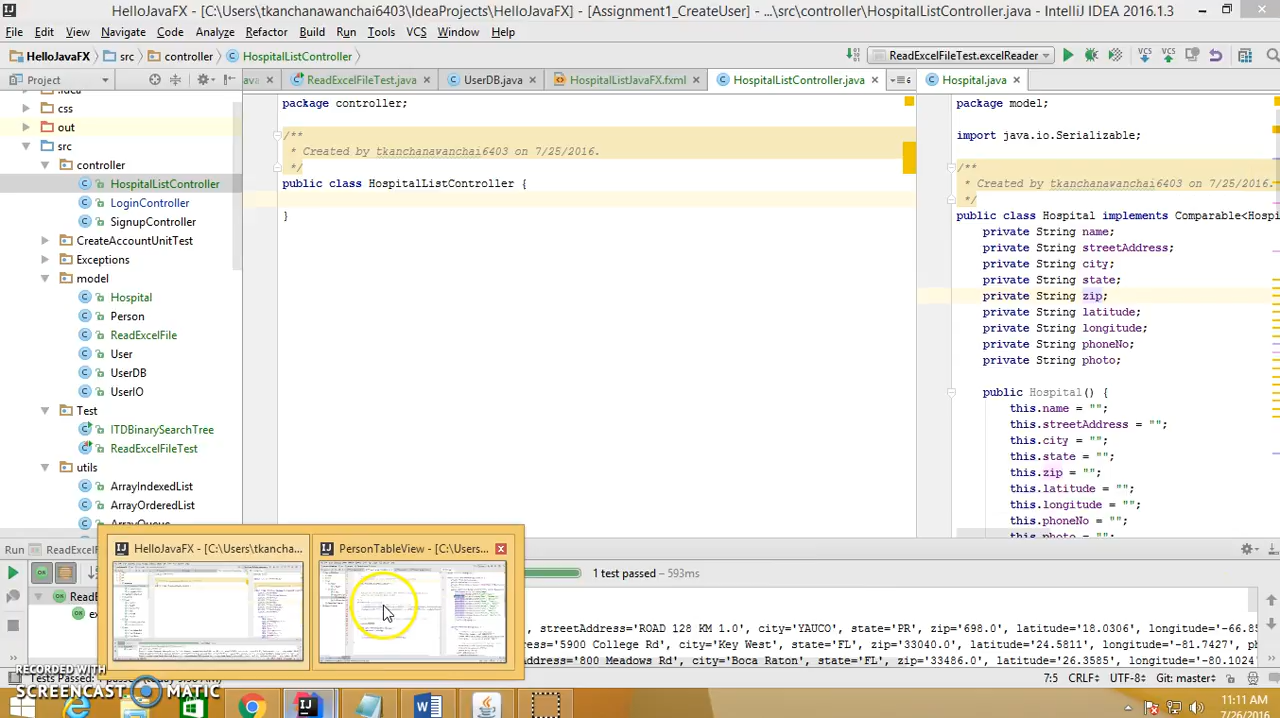 HelloJavaFX - [C:\Users\tkanchanawanchai6403\IdeaProjects\HelloJavaFX] - [Assignment1_CreateUser] - ...\src\controller\HospitalListController.java - IntelliJ IDEA 2016.1.3
File Edit View Navigate Code Analyze Refactor Build Run Tools VCS Window Help
HelloJavaFX src controller HospitalListController ReadExcelFileTest.excelReader VCS VCS
Project ava ReadExcelFileTest.java UserDB.java HospitalListJavaFX.fxml HospitalListController.java Hospital.java
css
out
src
controller
HospitalListController
LoginController
SignupController
CreateAccountUnitTest
Exceptions
model
Hospital
Person
ReadExcelFile
User
UserDB
UserIO
Test
ITDBinarySearchTree
ReadExcelFileTest
utils
ArrayIndexedList
ArrayOrderedList
ArrayQueue
package controller;
/**
* Created by tkanchanawanchai6403 on 7/25/2016.
*/
public class HospitalListController {
}
package model;
import java.io.Serializable;
/**
* Created by tkanchanawanchai6403 on 7/25/2016.
*/
public class Hospital implements Comparable<Hospi
private String name;
private String streetAddress;
private String city;
private String state;
private String zip;
private String latitude;
private String longitude;
private String phoneNo;
private String photo;
public Hospital() {
this.name = "";
this.streetAddress = "";
this.city = "";
this.state = "";
this.zip = "";
this.latitude = "";
this.longitude = "";
this.phoneNo = "";
Run ReadExcelF
HelloJavaFX - [C:\Users\tkancha... PersonTableView - [C:\Users...
1 test passed – 593ms
ReadE
ex
, streetAddress='ROAD 128 K. 1.0', city='YAUCO', state='PR', zip='698.0', latitude='18.0306' longitude='-66.85
ess='5900 College Rd', city='Key West', state='FL', zip='33040.0', latitude='24.5811', longitude='-81.7427', p
ddress='800 Meadows Rd', city='Boca Raton', state='FL', zip='33486.0', latitude='26.3585', longitude='-80.1024
RECORDED WITH
SCREENCAST MATIC
7:5 CRLF: UTF-8: Git: master:
11:11 AM
7/26/2016